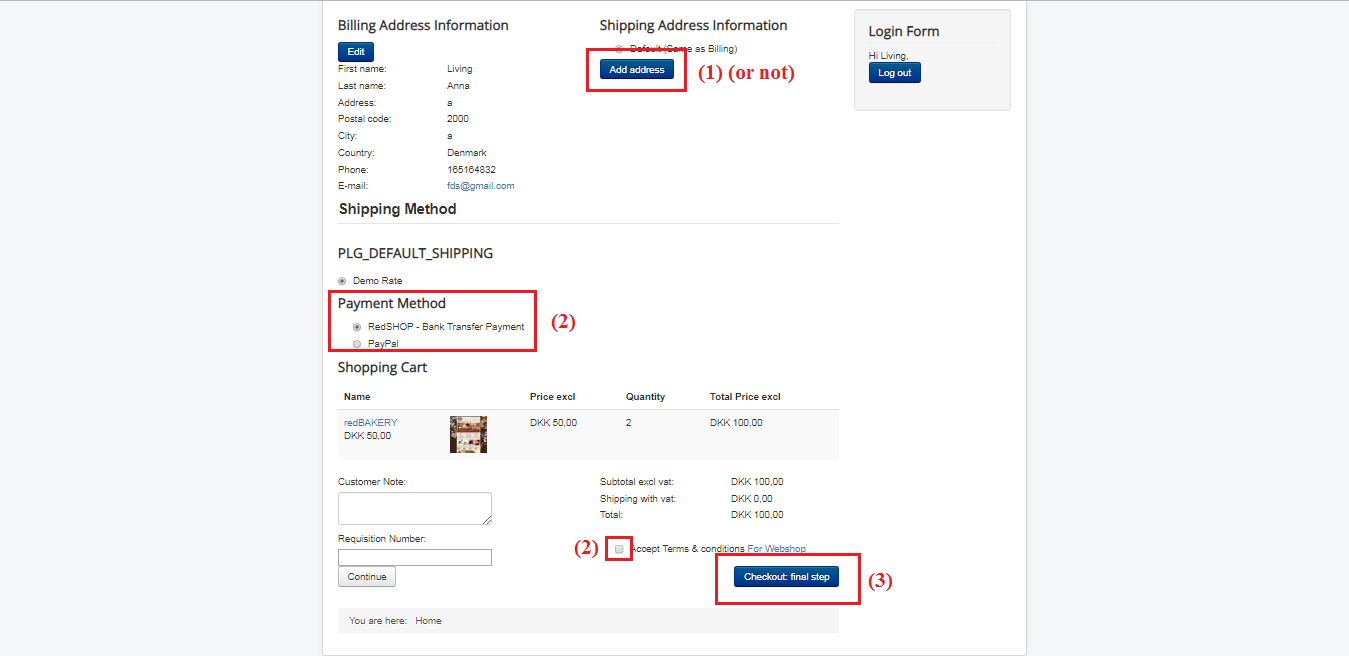 Billing Address Information
Edit
First name: Living
Last name: Anna
Address: a
Postal code: 2000
City: a
Country: Denmark
Phone: 165164832
E-mail: fds@gmail.com
Shipping Address Information
Default (Same as Billing)
Add address
(1) (or not)
Login Form
Hi Living,
Log out
Shipping Method
PLG_DEFAULT_SHIPPING
Demo Rate
Payment Method
RedSHOP - Bank Transfer Payment
(2)
PayPal
Shopping Cart
Name Price excl Quantity Total Price excl
redBAKERY DKK 50,00 2 DKK 100,00
DKK 50,00
Customer Note:
Requisition Number:
Continue
Subtotal excl vat: DKK 100,00
Shipping with vat: DKK 0,00
Total: DKK 100,00
(2) Accept Terms & conditions For Webshop
Checkout: final step
(3)
You are here: Home